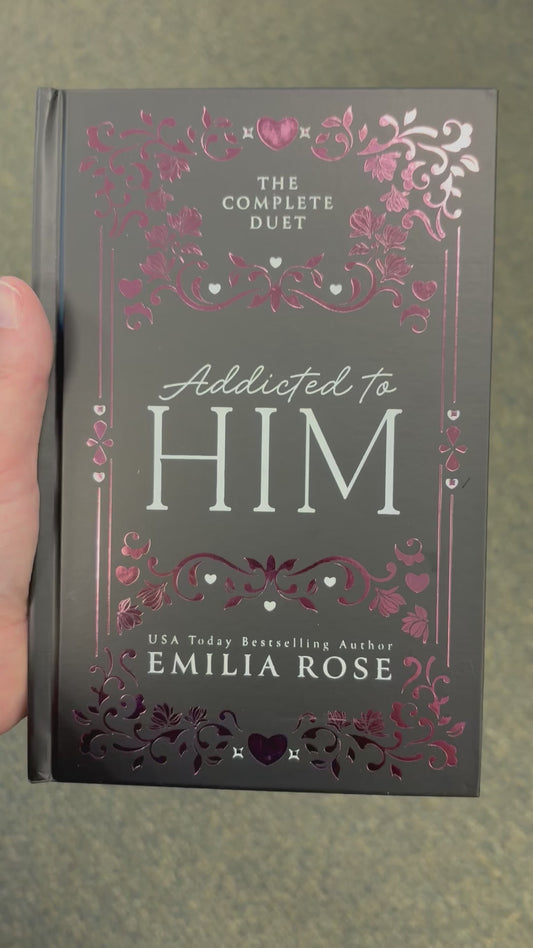 THE
COMPLETE
DUET
Addicted to
HIM
USA Today Bestselling Author
EMILIA ROSE